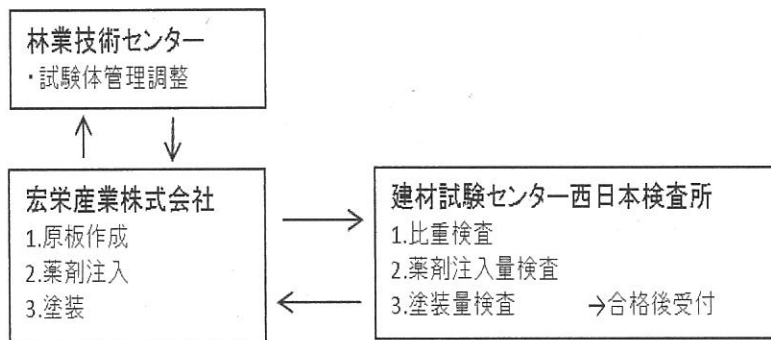 林業技術センター
・試験体管理調整
宏栄産業株式会社
1.原板作成
2.薬剤注入
3.塗装
建材試験センター西日本検査所
1.比重検査
2.薬剤注入量検査
3.塗装量検査 →合格後受付